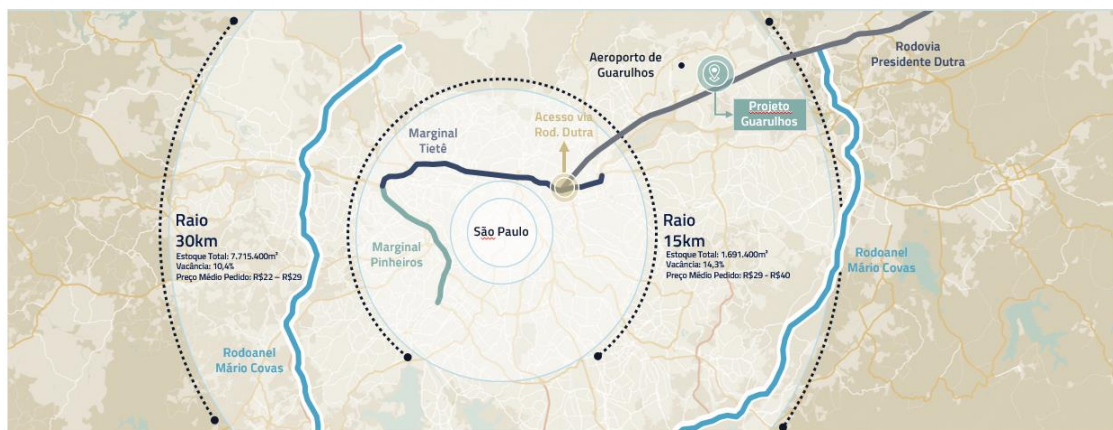 Aeroporto de
Guarulhos
Rodovia
Presidente Dutra
Projeto
Guarulhos
Acesso via
Rod. Dutra
Marginal
Tietê
Raio
30km
Estoque Total: 7.715.400m²
Vacância: 10,4%
Preço Médio Pedido: R$22 – R$29
São Paulo
Raio
15km
Estoque Total: 1.691.400m²
Vacância: 14,3%
Preço Médio Pedido: R$29 - R$40
Marginal
Pinheiros
Rodoanel
Mário Covas
Rodoanel
Mário Covas